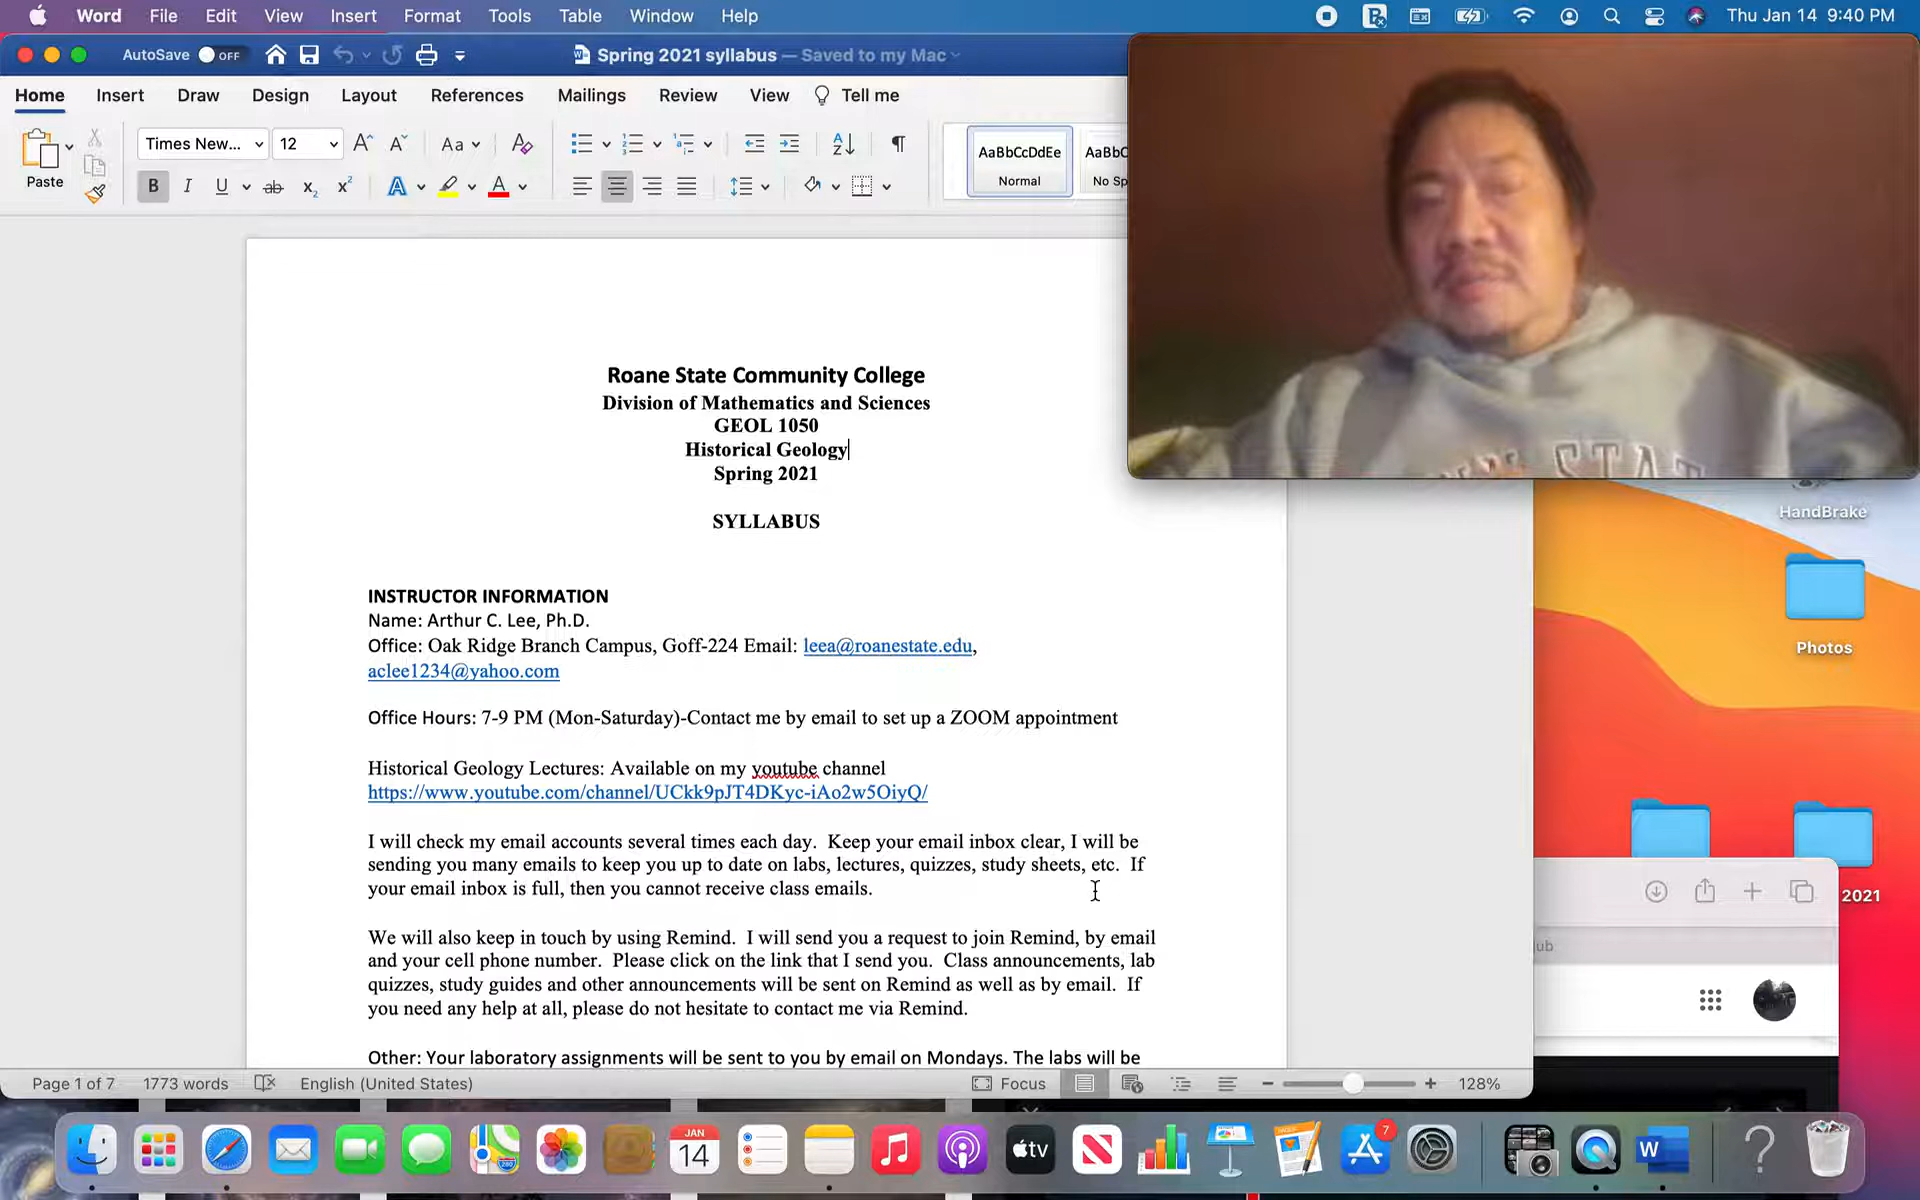 Word File Edit View Insert Format Tools Table Window Help Thu Jan 14 9:40 PM
AutoSave OFF Spring 2021 syllabus — Saved to my Mac
Home Insert Draw Design Layout References Mailings Review View Tell me
Paste Times New... 12 Aa AaBbCcDdEe AaBbC
B I U ab x2 x2 A A Normal No Sp
Roane State Community College
Division of Mathematics and Sciences
GEOL 1050
Historical Geology
Spring 2021
SYLLABUS
INSTRUCTOR INFORMATION
Name: Arthur C. Lee, Ph.D.
Office: Oak Ridge Branch Campus, Goff-224 Email: leea@roanestate.edu,
aclee1234@yahoo.com
Office Hours: 7-9 PM (Mon-Saturday)-Contact me by email to set up a ZOOM appointment
Historical Geology Lectures: Available on my youtube channel
https://www.youtube.com/channel/UCkk9pJT4DKyc-iAo2w5OiyQ/
I will check my email accounts several times each day.  Keep your email inbox clear, I will be
sending you many emails to keep you up to date on labs, lectures, quizzes, study sheets, etc.  If
your email inbox is full, then you cannot receive class emails.
We will also keep in touch by using Remind.  I will send you a request to join Remind, by email
and your cell phone number.  Please click on the link that I send you.  Class announcements, lab
quizzes, study guides and other announcements will be sent on Remind as well as by email.  If
you need any help at all, please do not hesitate to contact me via Remind.
Other: Your laboratory assignments will be sent to you by email on Mondays. The labs will be
HandBrake
Photos
2021
ub
Page 1 of 7 1773 words English (United States) Focus 128%
JAN
14
tv
7
W
STAT